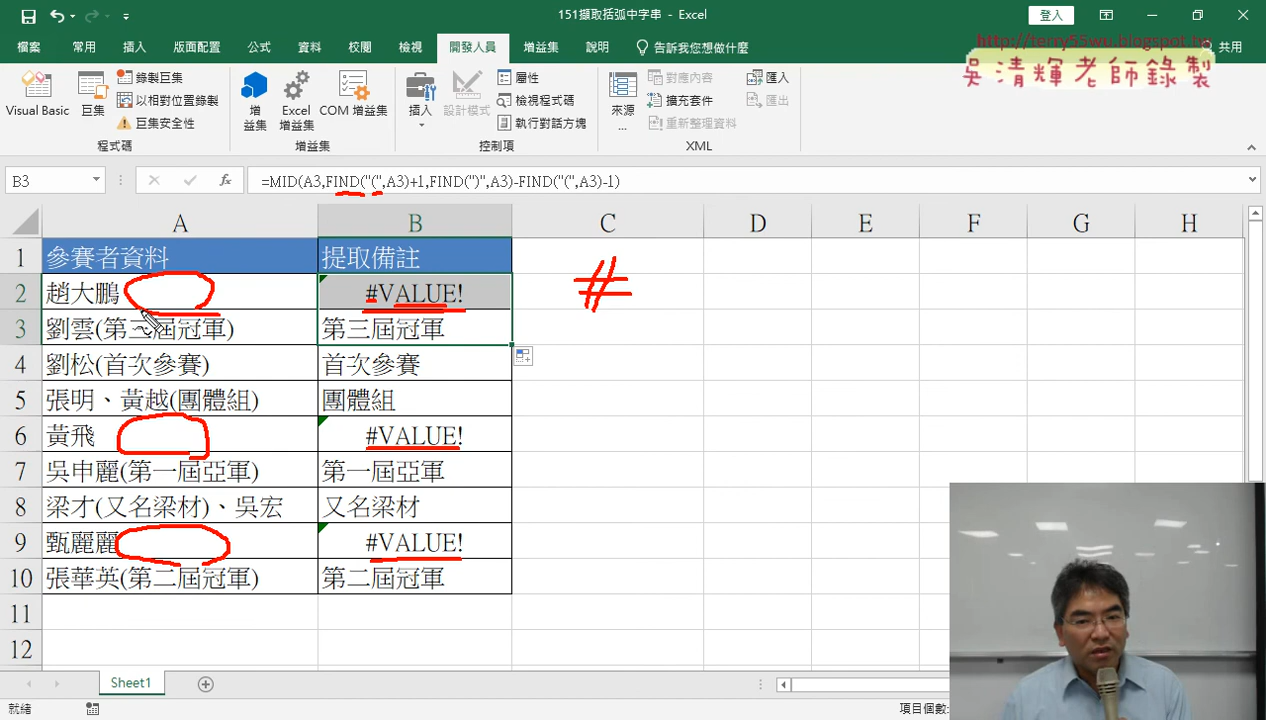 151擷取括弧中字串 - Excel
登入
檔案 常用 插入 版面配置 公式 資料 校閱 檢視 開發人員 增益集 說明 告訴我您想做什麼 共用
http://terry55wu.blogspot.tw
吳清輝老師錄製
Visual Basic 巨集 錄製巨集 以相對位置錄製 巨集安全性
增益集 Excel 增益集 COM 增益集
插入 設計模式 屬性 檢視程式碼 執行對話方塊
來源 ... 對應內容 擴充套件 重新整理資料 匯入 匯出
程式碼 增益集 控制項 XML
B3 fx =MID(A3,FIND("(",A3)+1,FIND(")",A3)-FIND("(",A3)-1)
A B C D E F G H
1 參賽者資料 提取備註
2 趙大鵬 #VALUE! #
3 劉雲(第三屆冠軍) 第三屆冠軍
4 劉松(首次參賽) 首次參賽
5 張明、黃越(團體組) 團體組
6 黃飛 #VALUE!
7 吳申麗(第一屆亞軍) 第一屆亞軍
8 梁才(又名梁材)、吳宏 又名梁材
9 甄麗麗 #VALUE!
10 張華英(第二屆冠軍) 第二屆冠軍
11
12
Sheet1
就緒 項目個數: